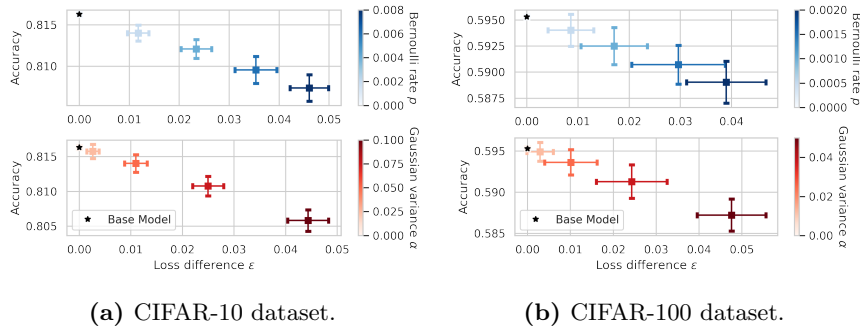 0.815
0.810
Accuracy
0.00 0.01 0.02 0.03 0.04 0.05
0.008
0.006
0.004
0.002
0.000
Bernoulli rate p
0.5950
0.5925
0.5900
0.5875
Accuracy
0.00 0.01 0.02 0.03 0.04
0.0020
0.0015
0.0010
0.0005
0.0000
Bernoulli rate p
0.815
0.810
0.805
Accuracy
Base Model
0.00 0.01 0.02 0.03 0.04 0.05
Loss difference ε
0.100
0.075
0.050
0.025
0.000
Gaussian variance α
0.595
0.590
0.585
Accuracy
Base Model
0.00 0.01 0.02 0.03 0.04 0.05
Loss difference ε
0.04
0.02
0.00
Gaussian variance α
(a) CIFAR-10 dataset.
(b) CIFAR-100 dataset.